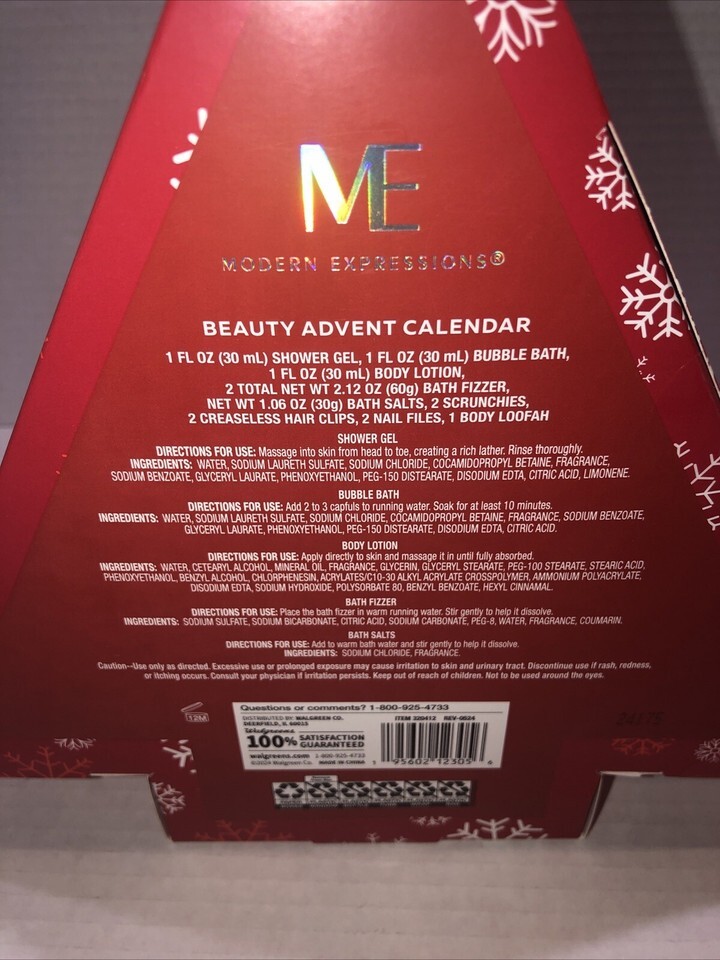 ME
MODERN EXPRESSIONS®
BEAUTY ADVENT CALENDAR
1 FL OZ (30 mL) SHOWER GEL, 1 FL OZ (30 mL) BUBBLE BATH,
1 FL OZ (30 mL) BODY LOTION,
2 TOTAL NET WT 2.12 OZ (60g) BATH FIZZER,
NET WT 1.06 OZ (30g) BATH SALTS, 2 SCRUNCHIES,
2 CREASELESS HAIR CLIPS, 2 NAIL FILES, 1 BODY LOOFAH
SHOWER GEL
DIRECTIONS FOR USE: Massage into skin from head to toe, creating a rich lather. Rinse thoroughly.
INGREDIENTS: WATER, SODIUM LAURETH SULFATE, SODIUM CHLORIDE, COCAMIDOPROPYL BETAINE, FRAGRANCE,
SODIUM BENZOATE, GLYCERYL LAURATE, PHENOXYETHANOL, PEG-150 DISTEARATE, DISODIUM EDTA, CITRIC ACID, LIMONENE.
BUBBLE BATH
DIRECTIONS FOR USE: Add 2 to 3 capfuls to running water. Soak for at least 10 minutes.
INGREDIENTS: WATER, SODIUM LAURETH SULFATE, SODIUM CHLORIDE, COCAMIDOPROPYL BETAINE, FRAGRANCE, SODIUM BENZOATE,
GLYCERYL LAURATE, PHENOXYETHANOL, PEG-150 DISTEARATE, DISODIUM EDTA, CITRIC ACID.
BODY LOTION
DIRECTIONS FOR USE: Apply directly to skin and massage it in until fully absorbed.
INGREDIENTS: WATER, CETEARYL ALCOHOL, MINERAL OIL, FRAGRANCE, GLYCERIN, GLYCERYL STEARATE, PEG-100 STEARATE, STEARIC ACID,
PHENOXYETHANOL, BENZYL ALCOHOL, CHLORPHENESIN, ACRYLATES/C10-30 ALKYL ACRYLATE CROSSPOLYMER, AMMONIUM POLYACRYLATE,
DISODIUM EDTA, SODIUM HYDROXIDE, POLYSORBATE 80, BENZYL BENZOATE, HEXYL CINNAMAL.
BATH FIZZER
DIRECTIONS FOR USE: Place the bath fizzer in warm running water. Stir gently to help it dissolve.
INGREDIENTS: SODIUM SULFATE, SODIUM BICARBONATE, CITRIC ACID, SODIUM CARBONATE, PEG-8, WATER, FRAGRANCE, COUMARIN.
BATH SALTS
DIRECTIONS FOR USE: Add to warm bath water and stir gently to help it dissolve.
INGREDIENTS: SODIUM CHLORIDE, FRAGRANCE.
Caution--Use only as directed. Excessive use or prolonged exposure may cause irritation to skin and urinary tract. Discontinue use if rash, redness,
or itching occurs. Consult your physician if irritation persists. Keep out of reach of children. Not to be used around the eyes.
12M
Questions or comments? 1-800-925-4733
DISTRIBUTED BY WALGREEN CO.
DEERFIELD, IL 60015
Walgreens
100% SATISFACTION GUARANTEED
walgreens.com 1-800-925-4733
©2024 Walgreen Co. MADE IN CHINA
ITEM 320412 REV-0524
1 95602 12305 6